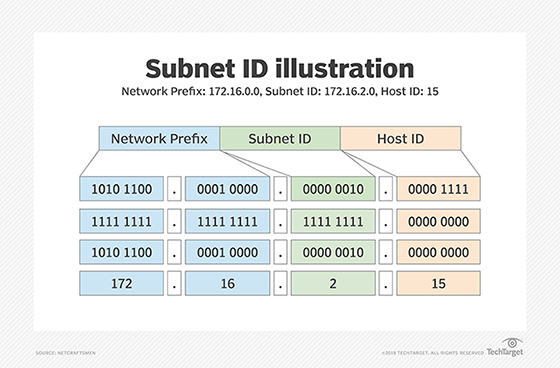 Subnet ID illustration
Network Prefix: 172.16.0.0, Subnet ID: 172.16.2.0, Host ID: 15
Network Prefix Subnet ID Host ID
1010 1100 . 0001 0000 . 0000 0010 . 0000 1111
1111 1111 . 1111 1111 . 1111 1111 . 0000 0000
1010 1100 . 0001 0000 . 0000 0010 . 0000 0000
172 . 16 . 2 . 15
SOURCE: NETCRAFTSMEN
©2019 TECHTARGET. ALL RIGHTS RESERVED TechTarget